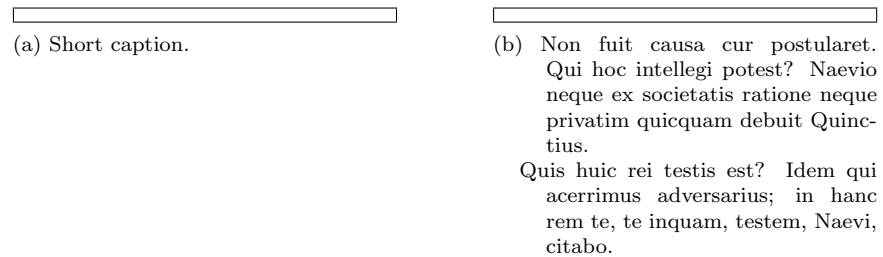 (a) Short caption.
(b) Non fuit causa cur postularet.
Qui hoc intellegi potest? Naevio
neque ex societatis ratione neque
privatim quicquam debuit Quinc-
tius.
Quis huic rei testis est? Idem qui
acerrimus adversarius; in hanc
rem te, te inquam, testem, Naevi,
citabo.